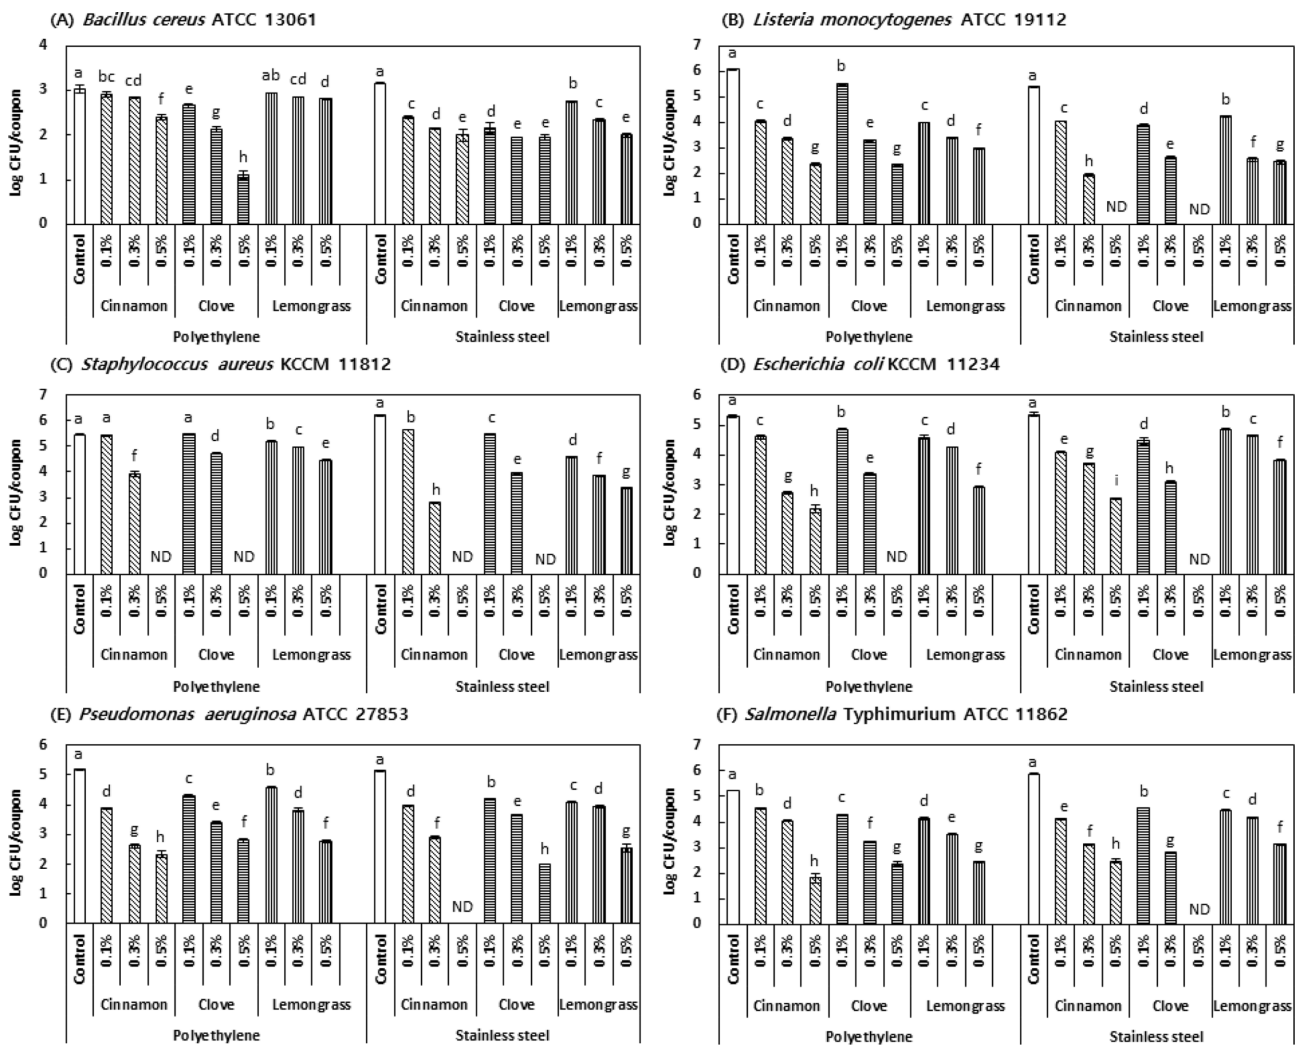 (A) Bacillus cereus ATCC 13061
Log CFU/coupon
4
3
2
1
0
a bc cd f e g h ab cd d a c d e d e e b c e
Control 0.1% 0.3% 0.5% 0.1% 0.3% 0.5% 0.1% 0.3% 0.5% Control 0.1% 0.3% 0.5% 0.1% 0.3% 0.5% 0.1% 0.3% 0.5%
Cinnamon Clove Lemongrass Cinnamon Clove Lemongrass
Polyethylene Stainless steel
(B) Listeria monocytogenes ATCC 19112
Log CFU/coupon
7
6
5
4
3
2
1
0
a c d g b e g c d f a c h ND d e ND b f g
Control 0.1% 0.3% 0.5% 0.1% 0.3% 0.5% 0.1% 0.3% 0.5% Control 0.1% 0.3% 0.5% 0.1% 0.3% 0.5% 0.1% 0.3% 0.5%
Cinnamon Clove Lemongrass Cinnamon Clove Lemongrass
Polyethylene Stainless steel
(C) Staphylococcus aureus KCCM 11812
Log CFU/coupon
7
6
5
4
3
2
1
0
a a f ND a d ND b c e a b h ND c e ND d f g
Control 0.1% 0.3% 0.5% 0.1% 0.3% 0.5% 0.1% 0.3% 0.5% Control 0.1% 0.3% 0.5% 0.1% 0.3% 0.5% 0.1% 0.3% 0.5%
Cinnamon Clove Lemongrass Cinnamon Clove Lemongrass
Polyethylene Stainless steel
(D) Escherichia coli KCCM 11234
Log CFU/coupon
6
5
4
3
2
1
0
a c g h b e ND c d f a e g i d h ND b c f
Control 0.1% 0.3% 0.5% 0.1% 0.3% 0.5% 0.1% 0.3% 0.5% Control 0.1% 0.3% 0.5% 0.1% 0.3% 0.5% 0.1% 0.3% 0.5%
Cinnamon Clove Lemongrass Cinnamon Clove Lemongrass
Polyethylene Stainless steel
(E) Pseudomonas aeruginosa ATCC 27853
Log CFU/coupon
6
5
4
3
2
1
0
a d g h c e f b d f a d f ND b e h c d g
Control 0.1% 0.3% 0.5% 0.1% 0.3% 0.5% 0.1% 0.3% 0.5% Control 0.1% 0.3% 0.5% 0.1% 0.3% 0.5% 0.1% 0.3% 0.5%
Cinnamon Clove Lemongrass Cinnamon Clove Lemongrass
Polyethylene Stainless steel
(F) Salmonella Typhimurium ATCC 11862
Log CFU/coupon
7
6
5
4
3
2
1
0
a b d h c f g d e g a e f h b g ND c d f
Control 0.1% 0.3% 0.5% 0.1% 0.3% 0.5% 0.1% 0.3% 0.5% Control 0.1% 0.3% 0.5% 0.1% 0.3% 0.5% 0.1% 0.3% 0.5%
Cinnamon Clove Lemongrass Cinnamon Clove Lemongrass
Polyethylene Stainless steel